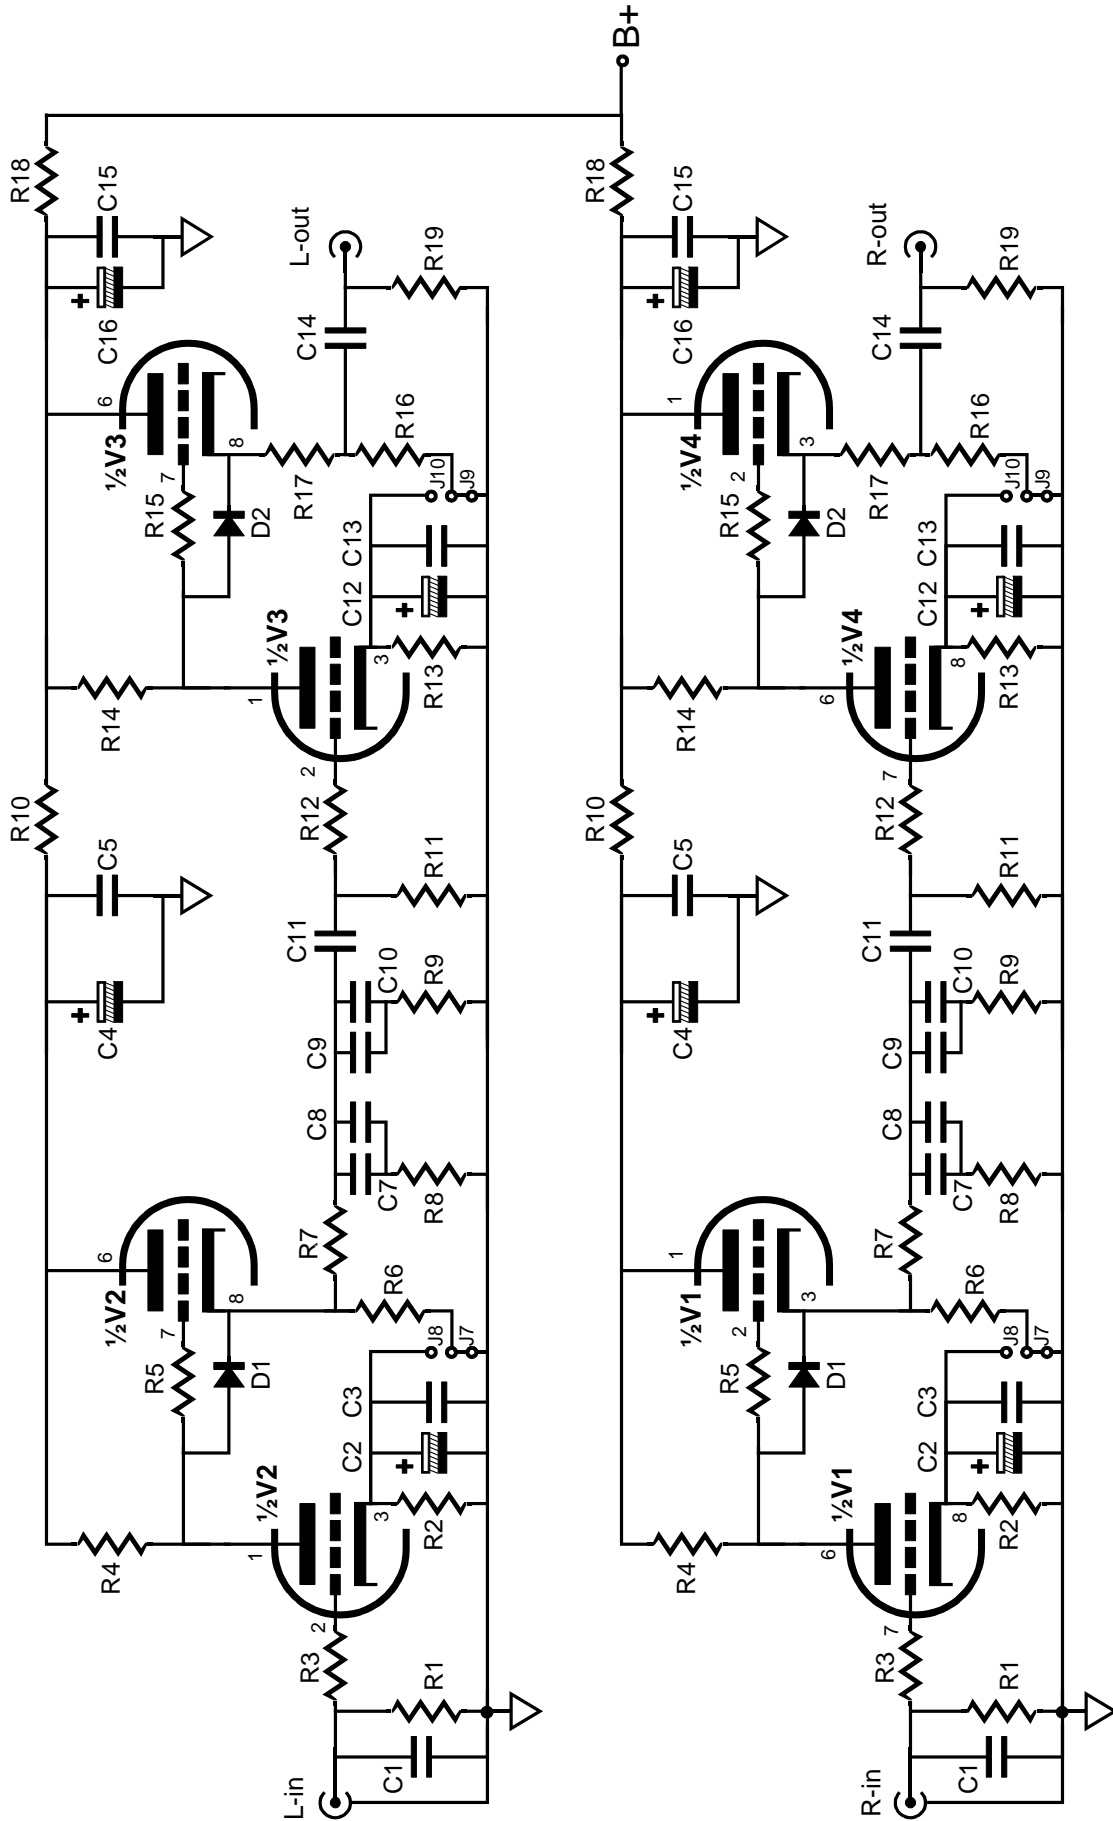 B+
R18
C15
C16
L-out
R19
C14
6
½V3
8
7
R15
D2
R17
R16
J10
J9
C13
C12
½V3
3
R13
1
R14
2
R12
R10
C5
C4
R11
C11
C10
R9
C9
C8
C7
R8
R7
6
½V2
8
7
R5
D1
R6
J8
J7
C3
C2
½V2
3
R2
1
R4
2
R3
R1
C1
L-in
R18
C15
C16
R-out
R19
C14
1
½V4
3
2
R15
D2
R17
R16
J10
J9
C13
C12
½V4
8
R13
6
R14
7
R12
R10
C5
C4
R11
C11
C10
R9
C9
C8
C7
R8
R7
1
½V1
3
2
R5
D1
R6
J8
J7
C3
C2
½V1
8
R2
6
R4
7
R3
R1
C1
R-in